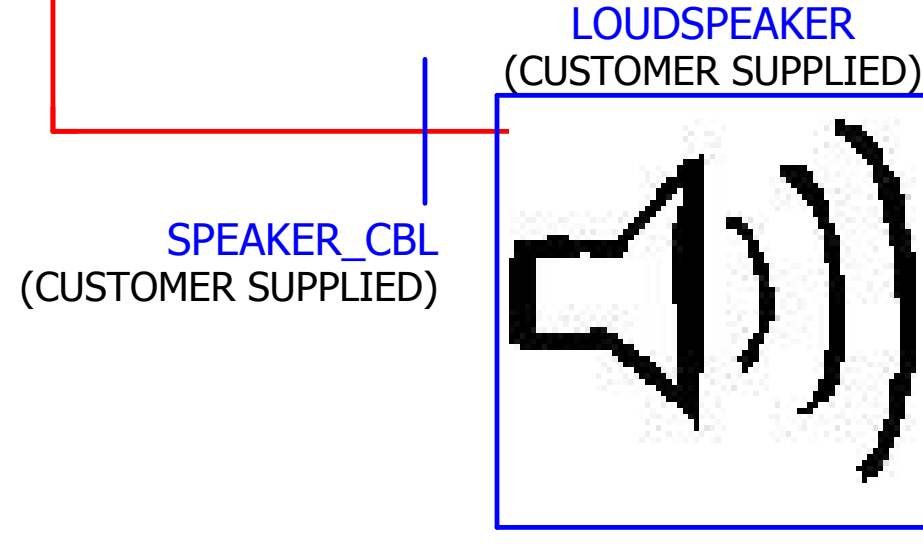 LOUDSPEAKER
(CUSTOMER SUPPLIED)
SPEAKER_CBL
(CUSTOMER SUPPLIED)